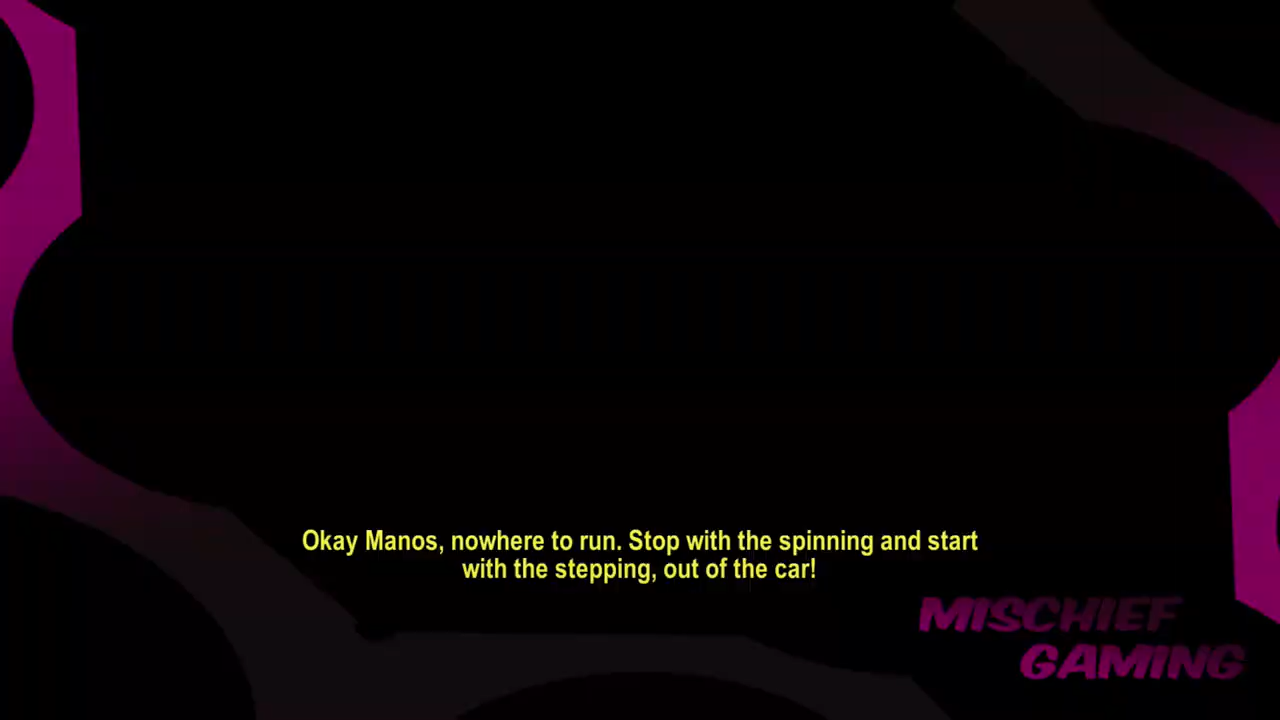 Okay Manos, nowhere to run. Stop with the spinning and start
with the stepping, out of the car!
MISCHIEF
GAMING